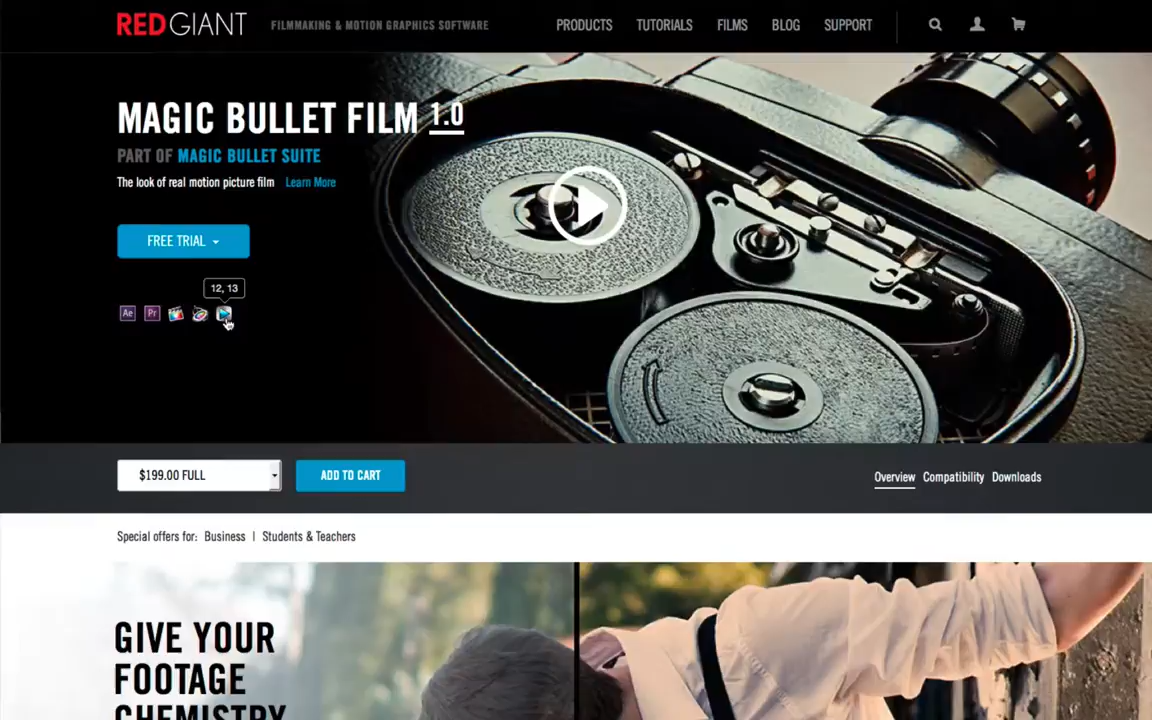 REDGIANT FILMMAKING & MOTION GRAPHICS SOFTWARE PRODUCTS TUTORIALS FILMS BLOG SUPPORT
MAGIC BULLET FILM 1.0
PART OF MAGIC BULLET SUITE
The look of real motion picture film Learn More
FREE TRIAL
12, 13
Ae Pr
$199.00 FULL ADD TO CART Overview Compatibility Downloads
Special offers for: Business | Students & Teachers
GIVE YOUR
FOOTAGE
CHEMISTRY